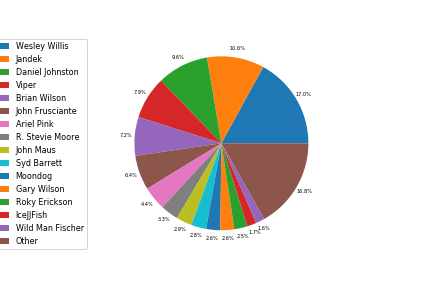 Wesley Willis
Jandek
Daniel Johnston
Viper
Brian Wilson
John Frusciante
Ariel Pink
R. Stevie Moore
John Maus
Syd Barrett
Moondog
Gary Wilson
Roky Erickson
IceJJFish
Wild Man Fischer
Other
17.0%
10.6%
9.6%
7.9%
7.2%
6.4%
4.4%
3.3%
2.9%
2.8%
2.6%
2.6%
2.5%
1.7%
1.6%
16.8%